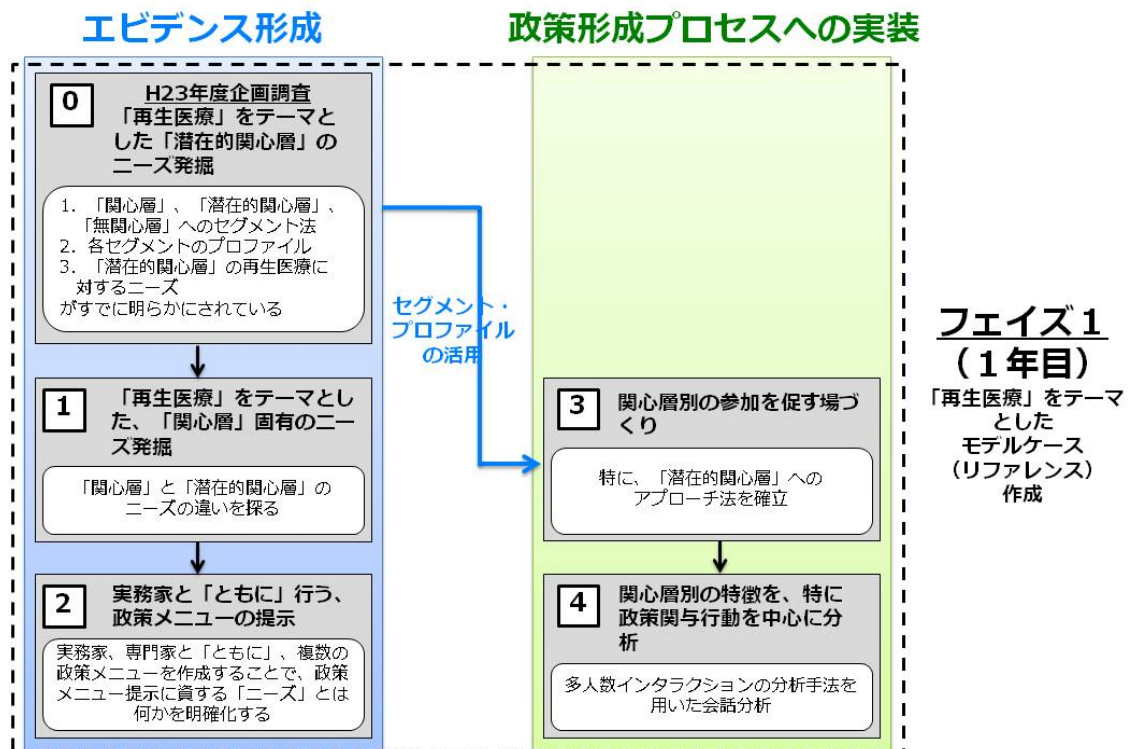 エビデンス形成
政策形成プロセスへの実装
0
H23年度企画調査
「再生医療」をテーマと
した「潜在的関心層」の
ニーズ発掘
1. 「関心層」、「潜在的関心層」、
「無関心層」へのセグメント法
2. 各セグメントのプロファイル
3. 「潜在的関心層」の再生医療に
対するニーズ
がすでに明らかにされている
セグメント・
プロファイル
の活用
1
「再生医療」をテーマとし
た、「関心層」固有のニー
ズ発掘
「関心層」と「潜在的関心層」の
ニーズの違いを探る
2
実務家と「ともに」行う、
政策メニューの提示
実務家、専門家と「ともに」、複数の
政策メニューを作成することで、政策
メニュー提示に資する「ニーズ」とは
何かを明確化する
3
関心層別の参加を促す場づ
くり
特に、「潜在的関心層」への
アプローチ法を確立
4
関心層別の特徴を、特に
政策関与行動を中心に分
析
多人数インタラクションの分析手法を
用いた会話分析
フェイズ1
（1年目）
「再生医療」をテーマ
とした
モデルケース
（リファレンス）
作成